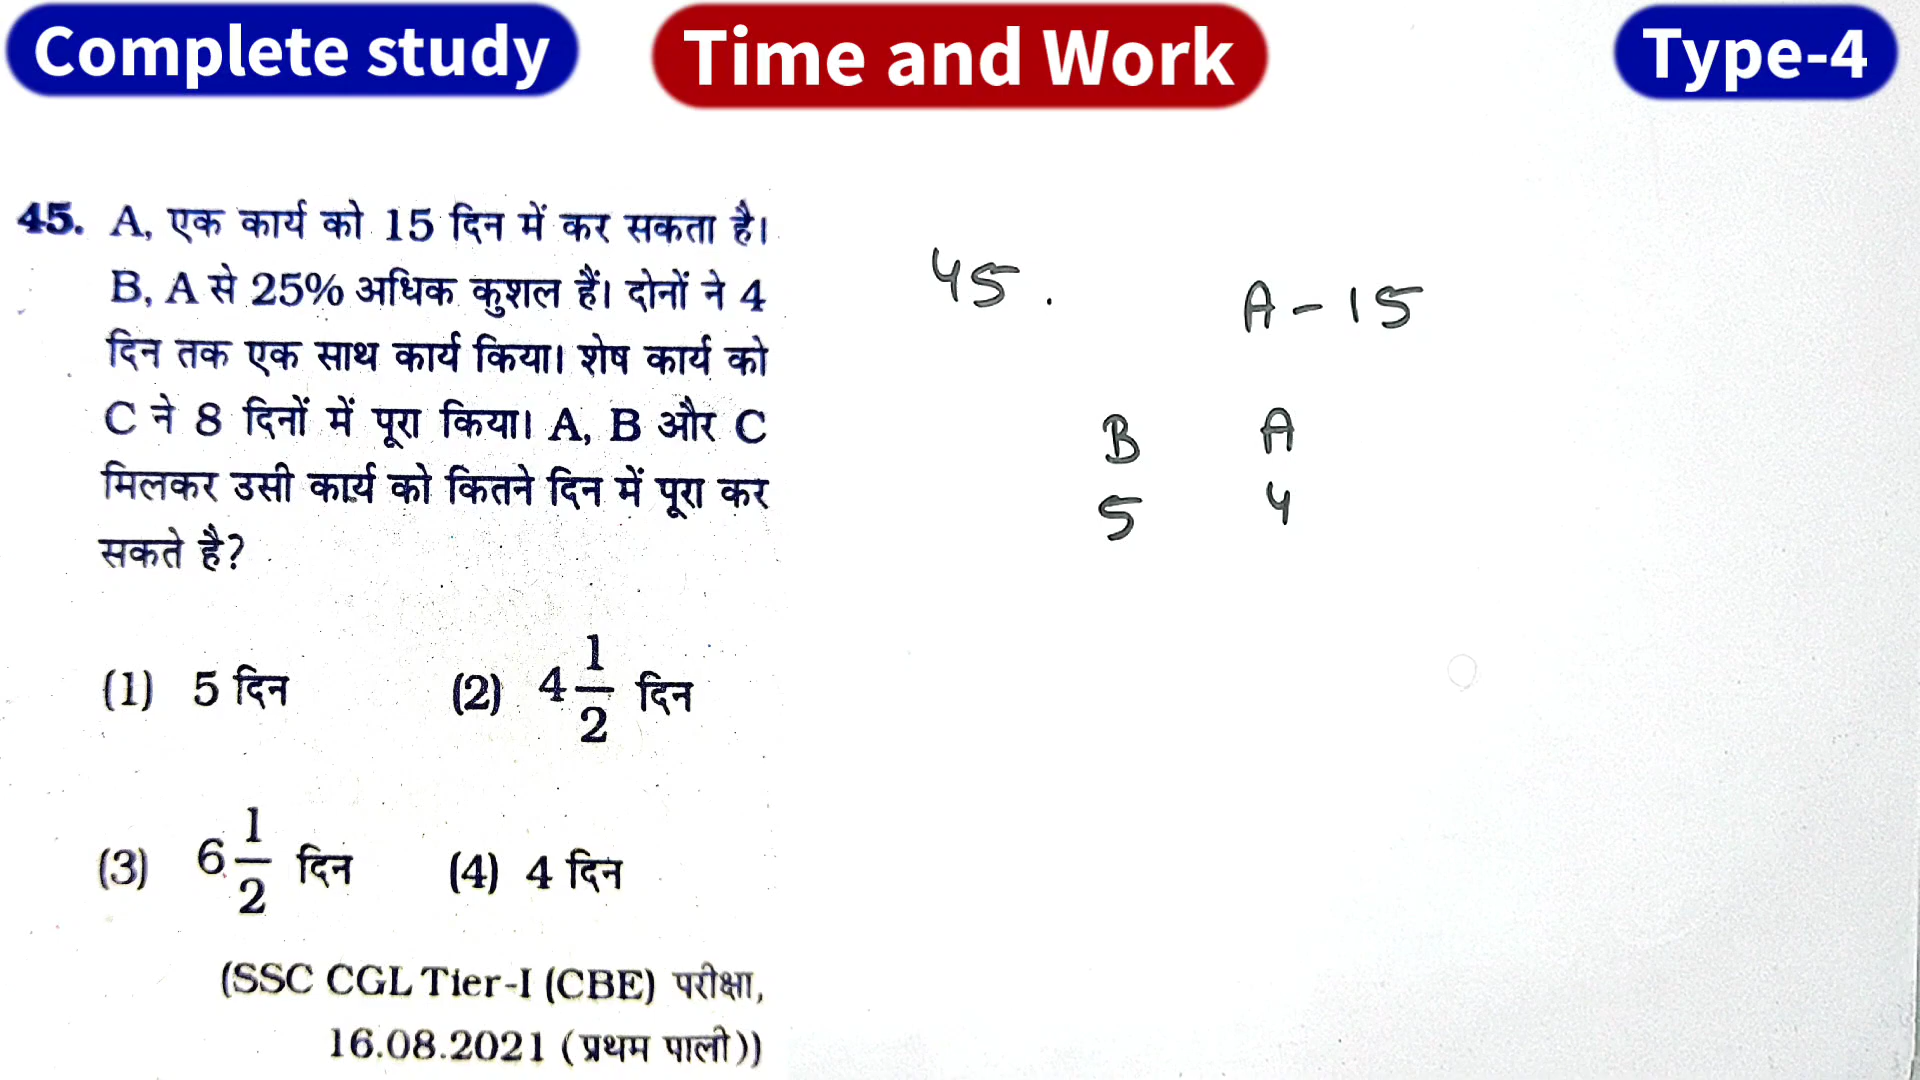 Complete study
Time and Work
Type-4
45. A, एक कार्य को 15 दिन में कर सकता है।
B, A से 25% अधिक कुशल हैं। दोनों ने 4
दिन तक एक साथ कार्य किया। शेष कार्य को
C ने 8 दिनों में पूरा किया। A, B और C
मिलकर उसी कार्य को कितने दिन में पूरा कर
सकते है?
(1) 5 दिन (2) 4 1/2 दिन
(3) 6 1/2 दिन (4) 4 दिन
(SSC CGL Tier-I (CBE) परीक्षा,
16.08.2021 (प्रथम पाली))
45.
A - 15
B A
5 4